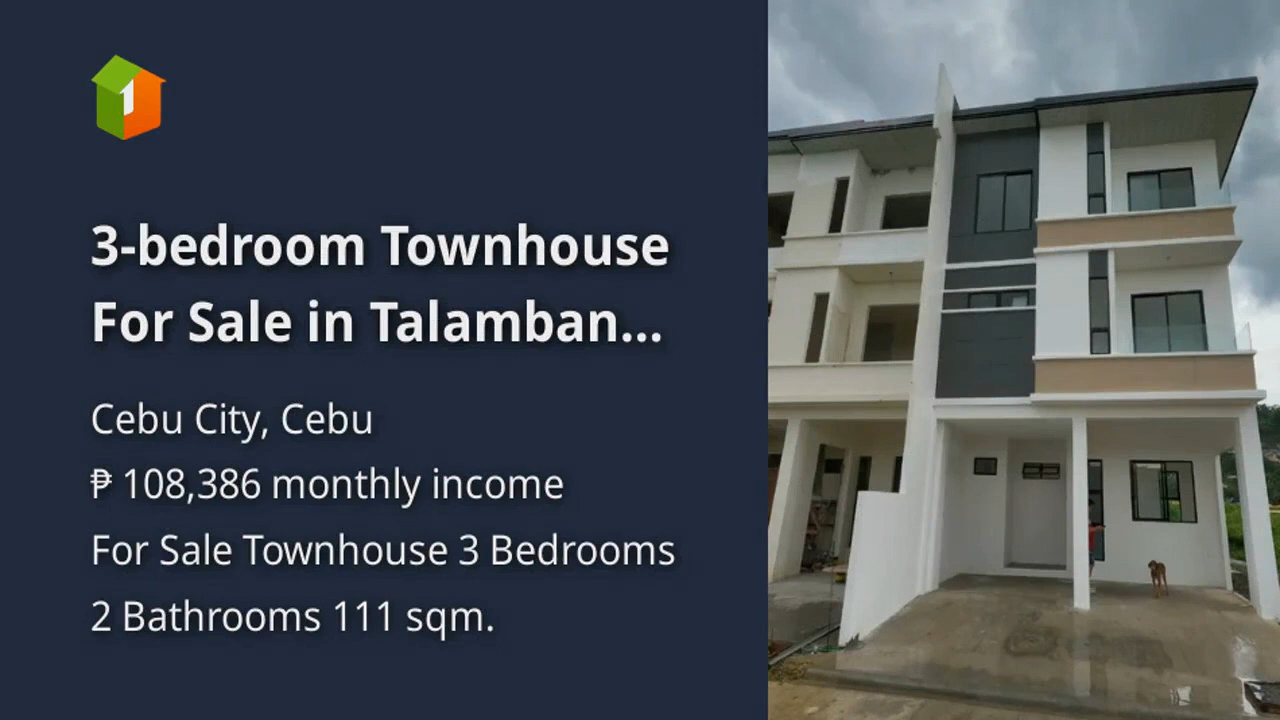 3-bedroom Townhouse
For Sale in Talamban...
Cebu City, Cebu
₱ 108,386 monthly income
For Sale Townhouse 3 Bedrooms
2 Bathrooms 111 sqm.